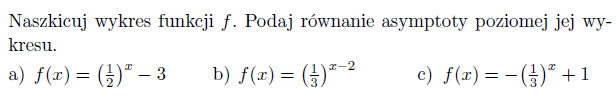 Naszkicuj wykres funkcji f. Podaj równanie asymptoty poziomej jej wy-
kresu.
a) f(x) = (1/2)^x − 3 b) f(x) = (1/3)^{x−2} c) f(x) = −(1/3)^x + 1